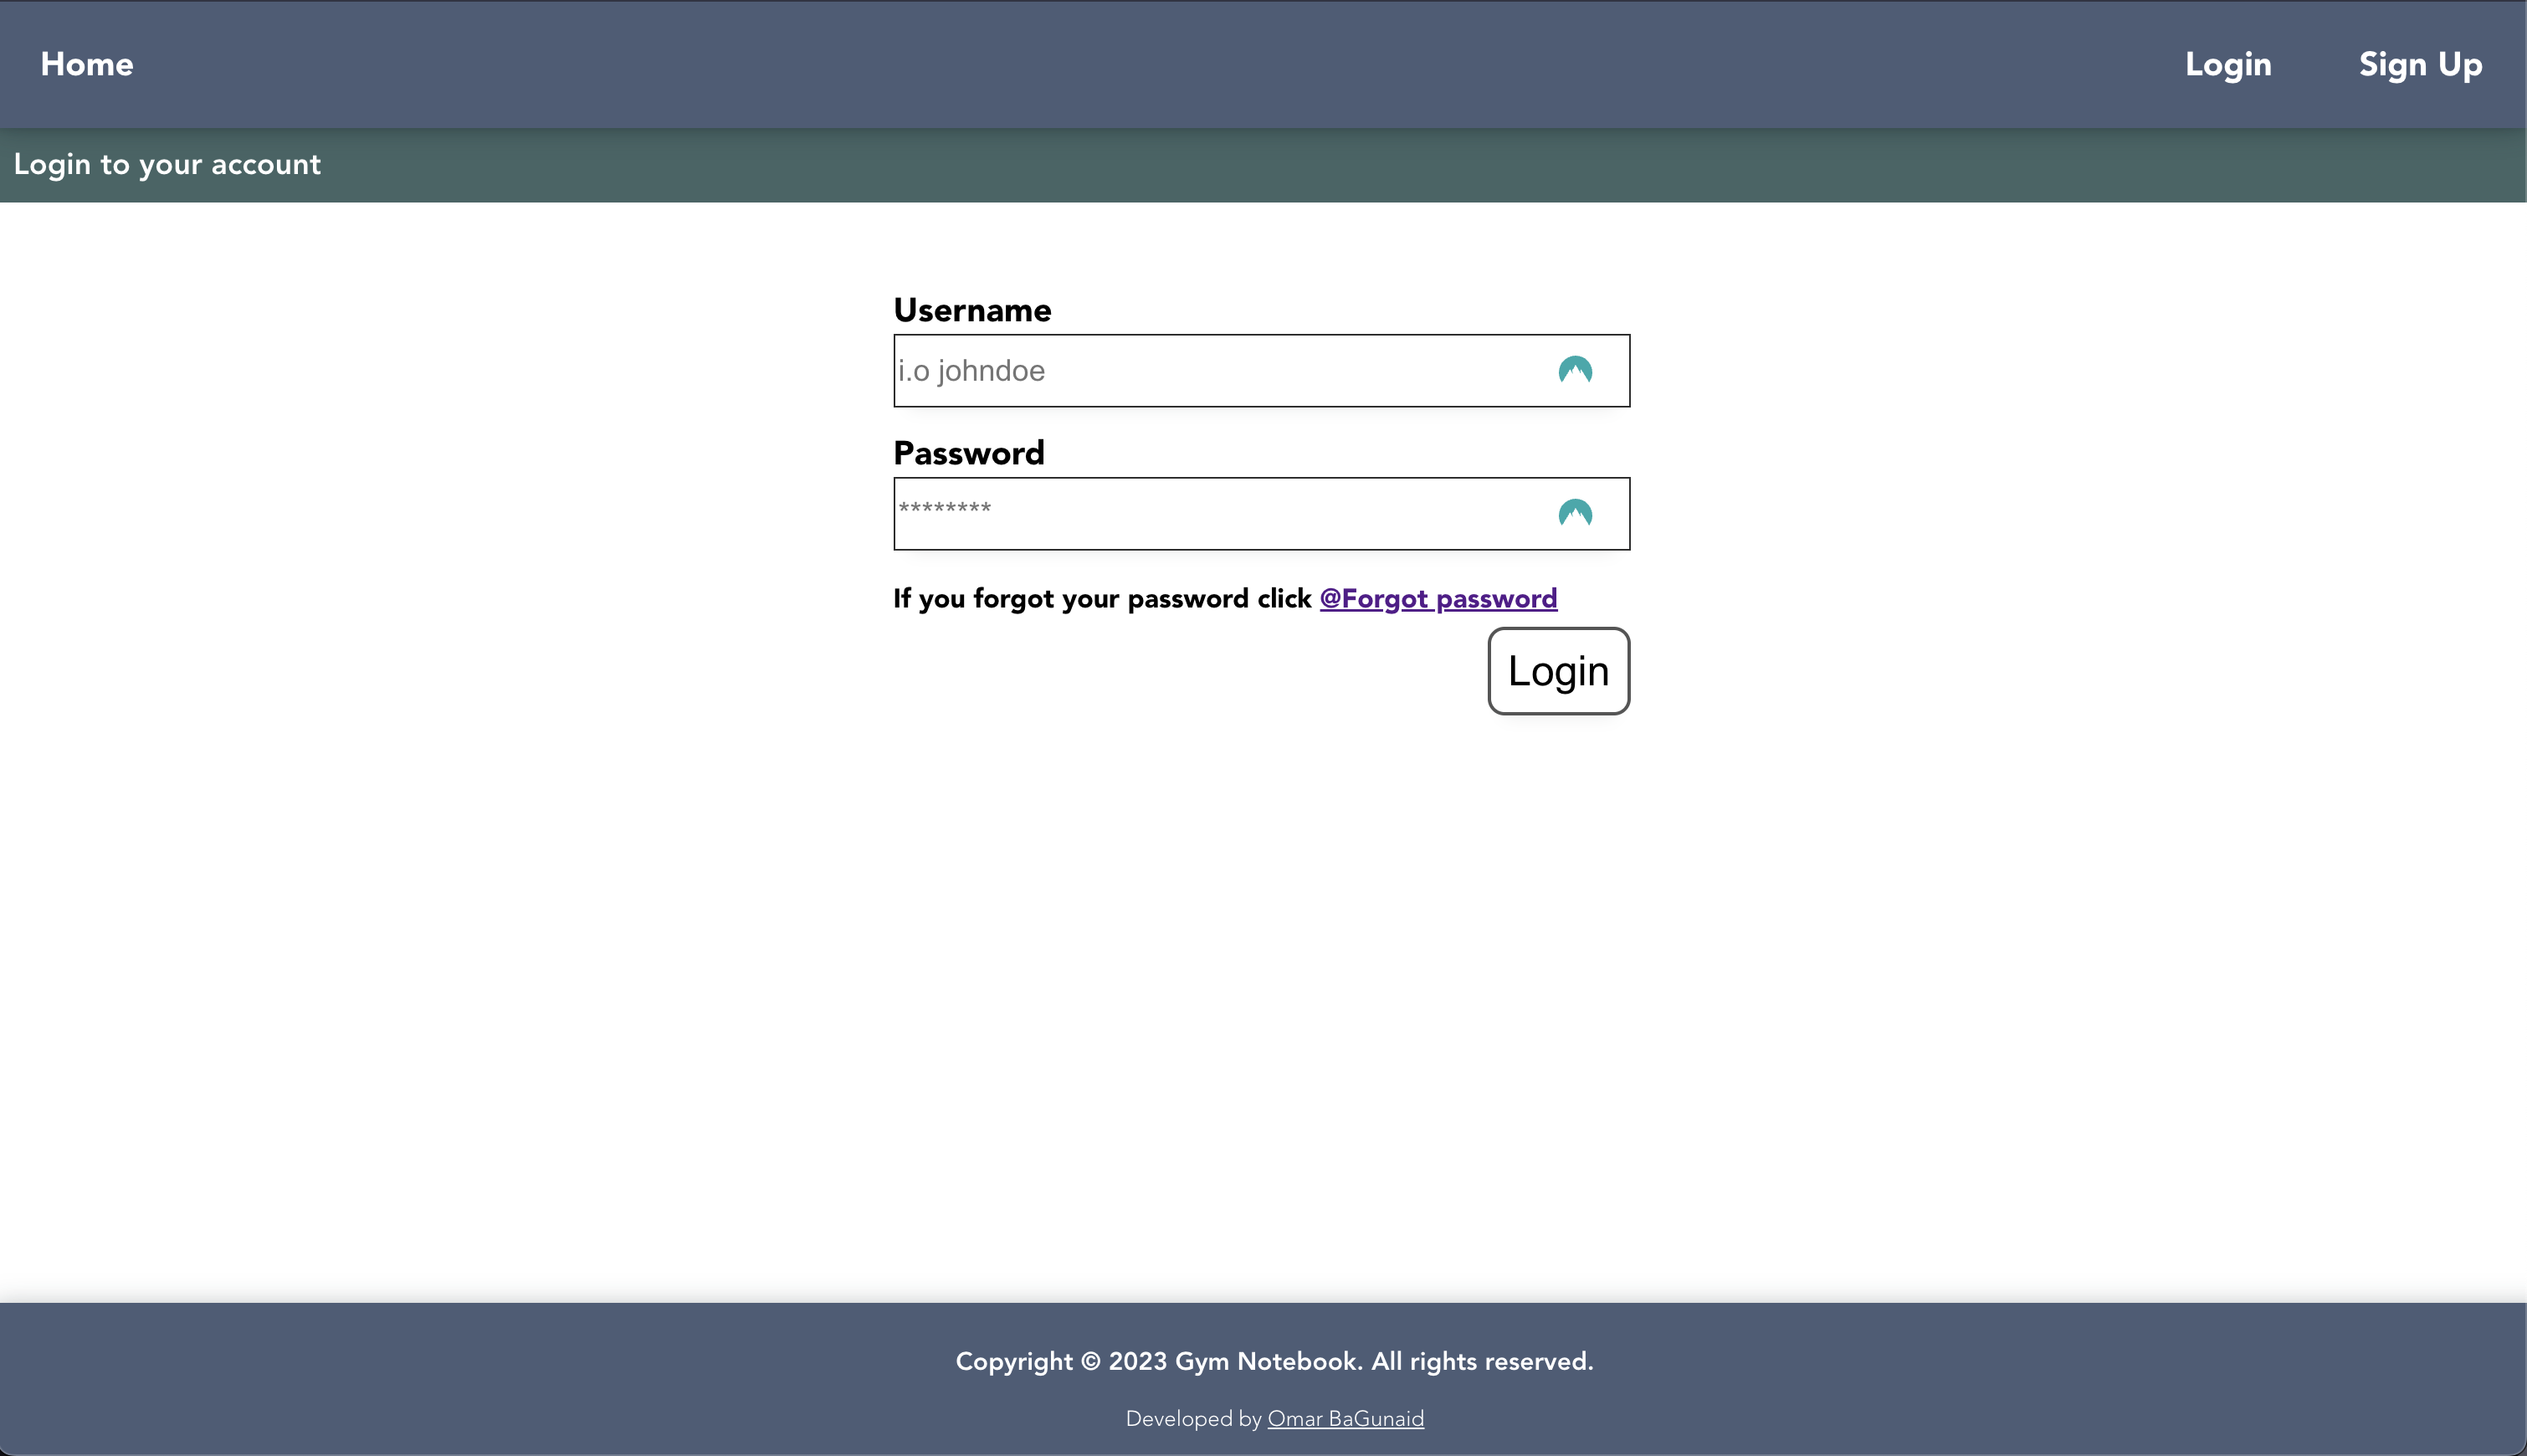 Home
Login
Sign Up
Login to your account
Username
i.o johndoe
Password
********
If you forgot your password click @Forgot password
Login
Copyright © 2023 Gym Notebook. All rights reserved.
Developed by Omar BaGunaid